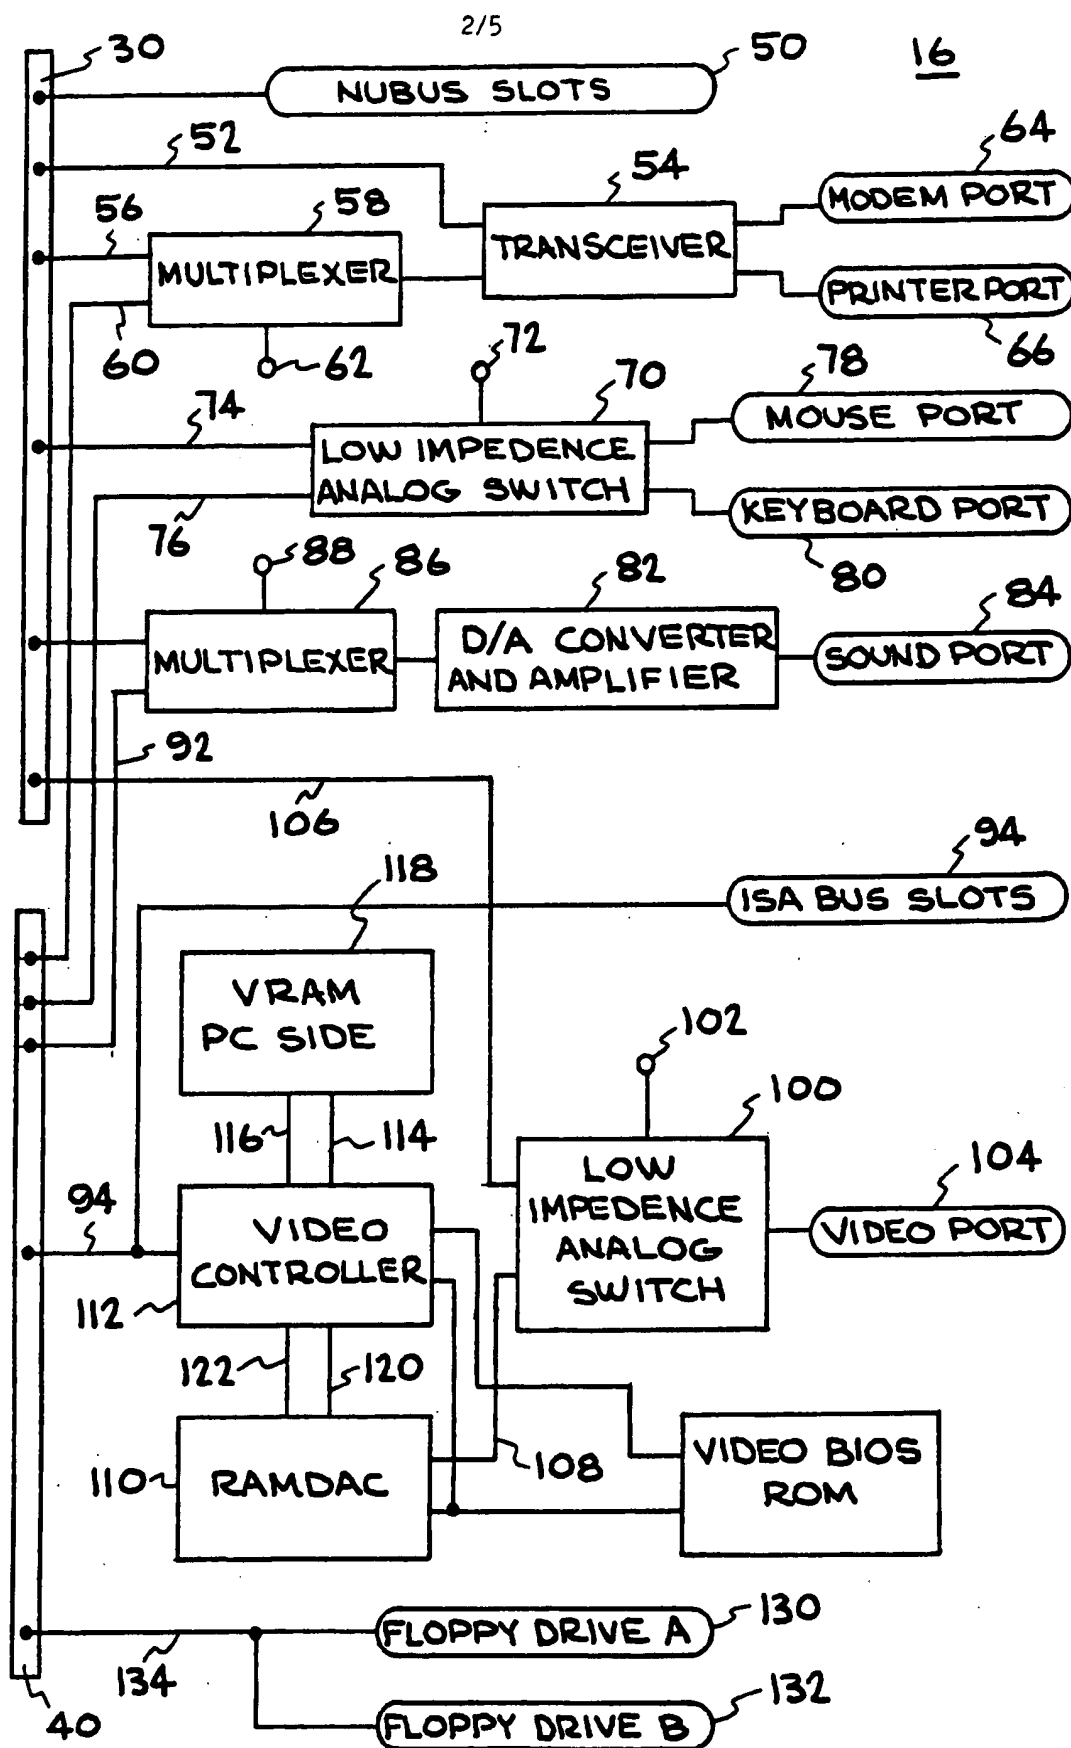 2/5
30
50
16
NUBUS SLOTS
52
54
64
MODEM PORT
56
58
TRANSCEIVER
MULTIPLEXER
PRINTER PORT
60
62
72
66
74
70
78
MOUSE PORT
LOW IMPEDENCE
ANALOG SWITCH
76
KEYBOARD PORT
80
88
86
82
84
D/A CONVERTER
AND AMPLIFIER
MULTIPLEXER
SOUND PORT
92
106
94
118
ISA BUS SLOTS
VRAM
PC SIDE
102
100
116
114
LOW
IMPEDENCE
ANALOG
SWITCH
104
94
VIDEO
CONTROLLER
VIDEO PORT
112
122
120
110
RAMDAC
108
VIDEO BIOS
ROM
FLOPPY DRIVE A
130
134
40
FLOPPY DRIVE B
132